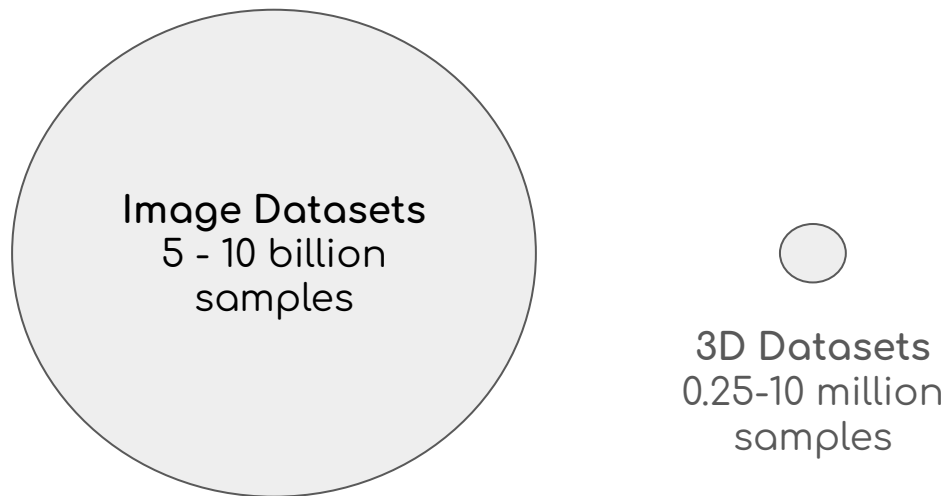 Image Datasets
5 - 10 billion
samples
3D Datasets
0.25-10 million
samples